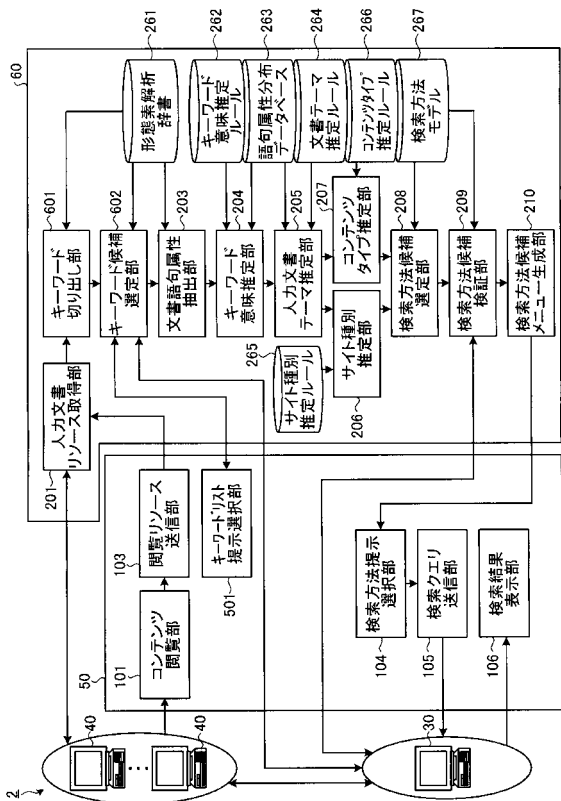 2
40
40
30
50
60
101
コンテンツ
閲覧部
103
閲覧リソース
送信部
201
入力文書
リソース取得部
501
キーワードリスト
提示選択部
104
検索方法提示
選択部
105
検索クエリ
送信部
106
検索結果
表示部
601
キーワード
切り出し部
602
キーワード候補
選定部
203
文書語句属性
抽出部
204
キーワード
意味推定部
205
入力文書
テーマ推定部
265
サイト種別
推定ルール
206
サイト種別
推定部
207
コンテンツ
タイプ推定部
208
検索方法候補
選定部
209
検索方法候補
検証部
210
検索方法候補
メニュー生成部
261
形態素解析
辞書
262
キーワード
意味推定
ルール
263
語句属性分布
データベース
264
文書テーマ
推定ルール
266
コンテンツタイプ
推定ルール
267
検索方法
モデル